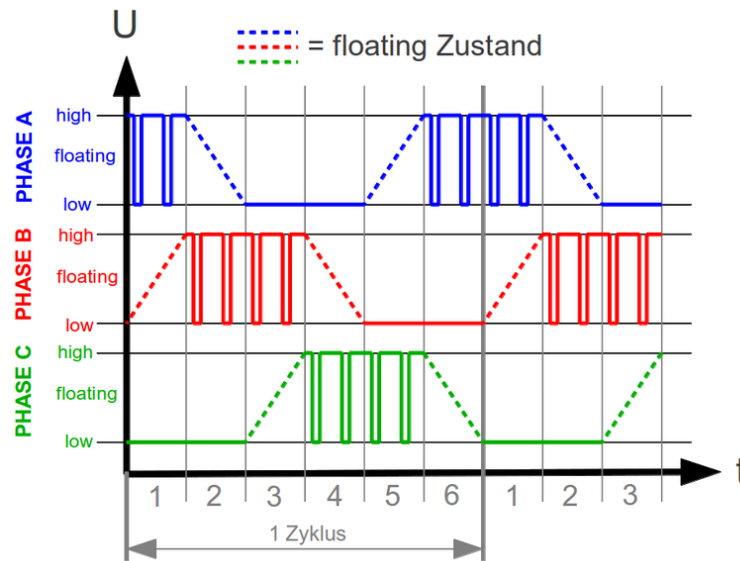 U
= floating Zustand
PHASE A
high
floating
low
PHASE B
high
floating
low
PHASE C
high
floating
low
t
1 2 3 4 5 6 1 2 3
1 Zyklus